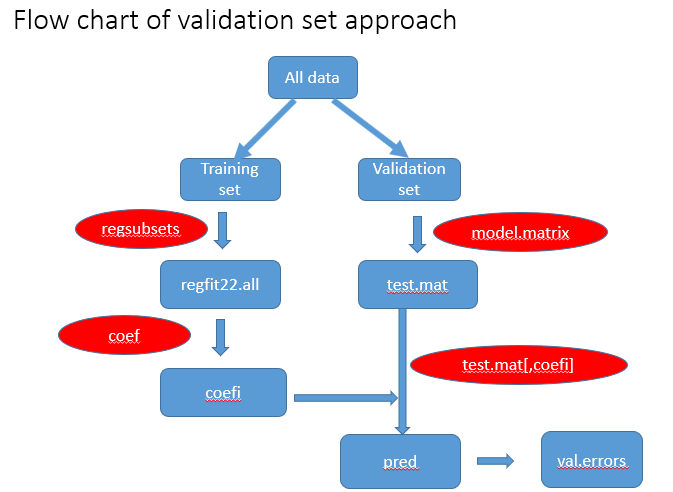 Flow chart of validation set approach
All data
Training
set
Validation
set
regsubsets
model.matrix
regfit22.all
test.mat
coef
test.mat[,coefi]
coefi
pred
val.errors